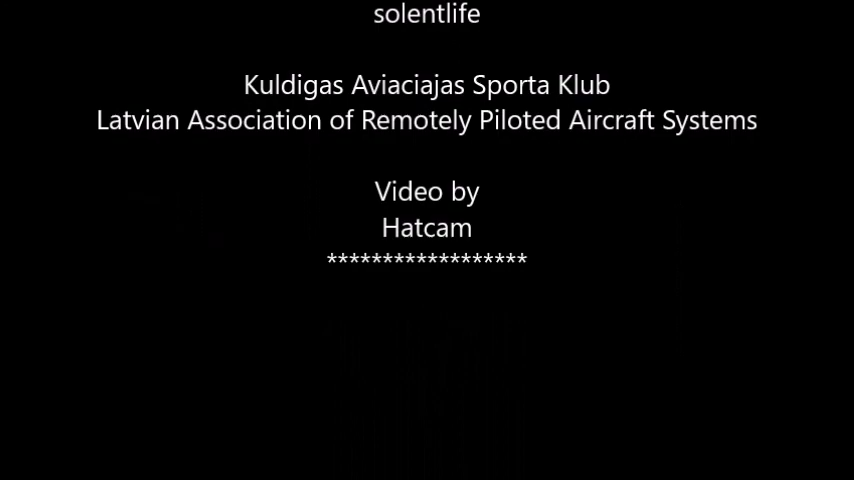 solentlife
Kuldigas Aviaciajas Sporta Klub
Latvian Association of Remotely Piloted Aircraft Systems
Video by
Hatcam
******************